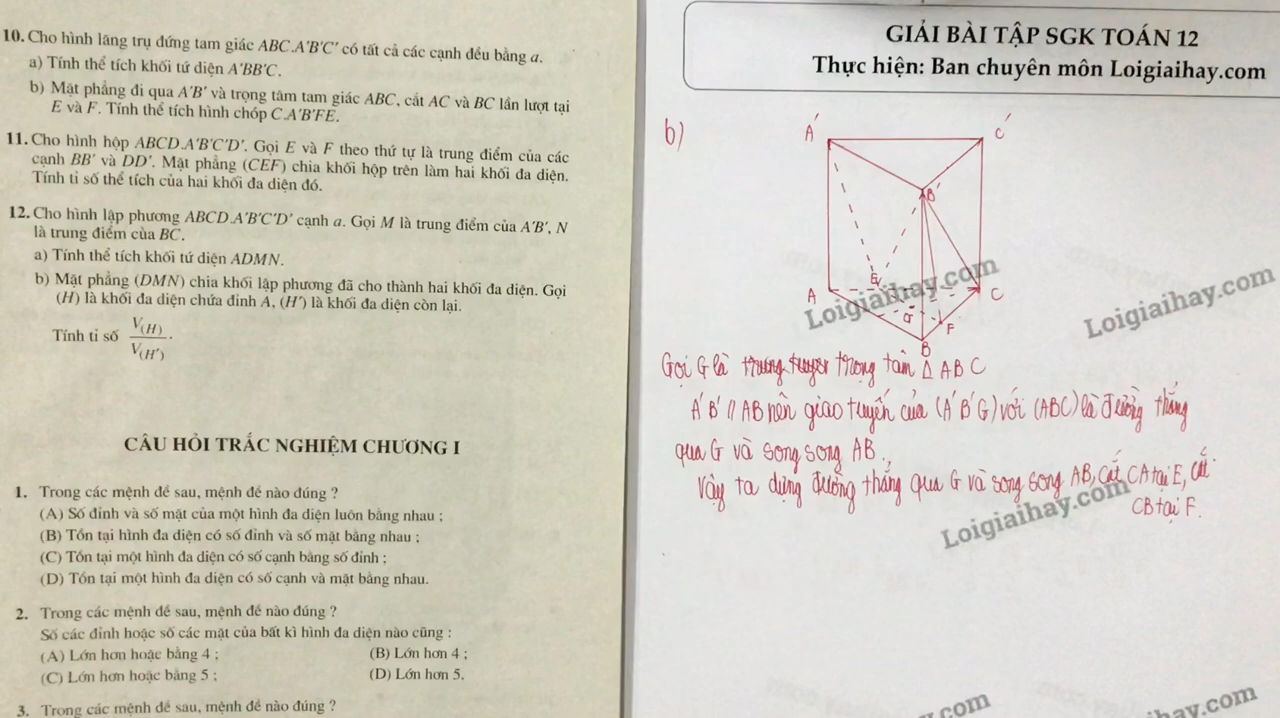 10. Cho hình lăng trụ đứng tam giác ABC.A'B'C' có tất cả các cạnh đều bằng a.
a) Tính thể tích khối tứ diện A'BB'C.
b) Mặt phẳng đi qua A'B' và trọng tâm tam giác ABC, cắt AC và BC lần lượt tại
E và F. Tính thể tích hình chóp C.A'B'FE.
11. Cho hình hộp ABCD.A'B'C'D'. Gọi E và F theo thứ tự là trung điểm của các
cạnh BB' và DD'. Mặt phẳng (CEF) chia khối hộp trên làm hai khối đa diện.
Tính tỉ số thể tích của hai khối đa diện đó.
12. Cho hình lập phương ABCD.A'B'C'D' cạnh a. Gọi M là trung điểm của A'B', N
là trung điểm của BC.
a) Tính thể tích khối tứ diện ADMN.
b) Mặt phẳng (DMN) chia khối lập phương đã cho thành hai khối đa diện. Gọi
(H) là khối đa diện chứa đỉnh A, (H') là khối đa diện còn lại.
Tính tỉ số V(H)/V(H').
CÂU HỎI TRẮC NGHIỆM CHƯƠNG I
1. Trong các mệnh đề sau, mệnh đề nào đúng ?
(A) Số đỉnh và số mặt của một hình đa diện luôn bằng nhau ;
(B) Tồn tại hình đa diện có số đỉnh và số mặt bằng nhau ;
(C) Tồn tại một hình đa diện có số cạnh bằng số đỉnh ;
(D) Tồn tại một hình đa diện có số cạnh và mặt bằng nhau.
2. Trong các mệnh đề sau, mệnh đề nào đúng ?
Số các đỉnh hoặc số các mặt của bất kì hình đa diện nào cũng :
(A) Lớn hơn hoặc bằng 4 ; (B) Lớn hơn 4 ;
(C) Lớn hơn hoặc bằng 5 ; (D) Lớn hơn 5.
3. Trong các mệnh đề sau, mệnh đề nào đúng ?
GIẢI BÀI TẬP SGK TOÁN 12
Thực hiện: Ban chuyên môn Loigiaihay.com
b)
A' C'
B'
E
A C
G F
B
Loigiaihay.com
Loigiaihay.com
Gọi G là trọng tâm Δ ABC
A'B' // AB nên giao tuyến của (A'B'G) với (ABC) là đường thẳng
qua G và song song AB.
Vậy ta dựng đường thẳng qua G và song song AB, cắt CA tại E, cắt
CB tại F.
Loigiaihay.com
.com
hay.com